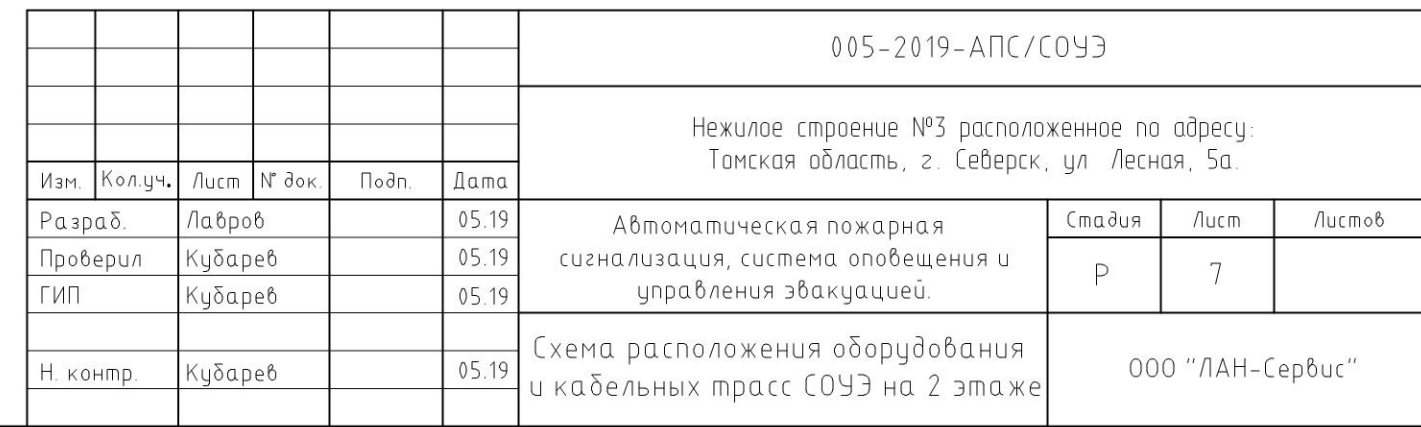 005-2019-АПС/СОУЭ
Нежилое строение №3 расположенное по адресу:
Томская область, г. Северск, ул Лесная, 5а.
Изм. Кол.уч. Лист № док. Подп. Дата
Разраб. Лавров 05.19
Проверил Кубарев 05.19
ГИП Кубарев 05.19
Н. контр. Кубарев 05.19
Автоматическая пожарная
сигнализация, система оповещения и
управления эвакуацией.
Стадия Лист Листов
Р 7
Схема расположения оборудования
и кабельных трасс СОУЭ на 2 этаже
ООО "ЛАН-Сервис"